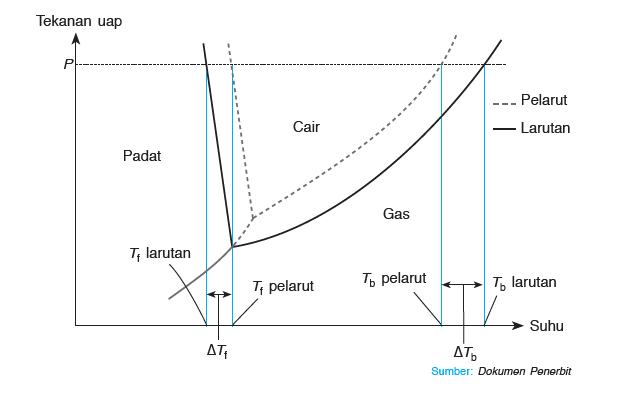 Tekanan uap
P
Pelarut
Larutan
Cair
Padat
Gas
Tf larutan
Tf pelarut
Tb pelarut
Tb larutan
Suhu
ΔTf
ΔTb
Sumber: Dokumen Penerbit